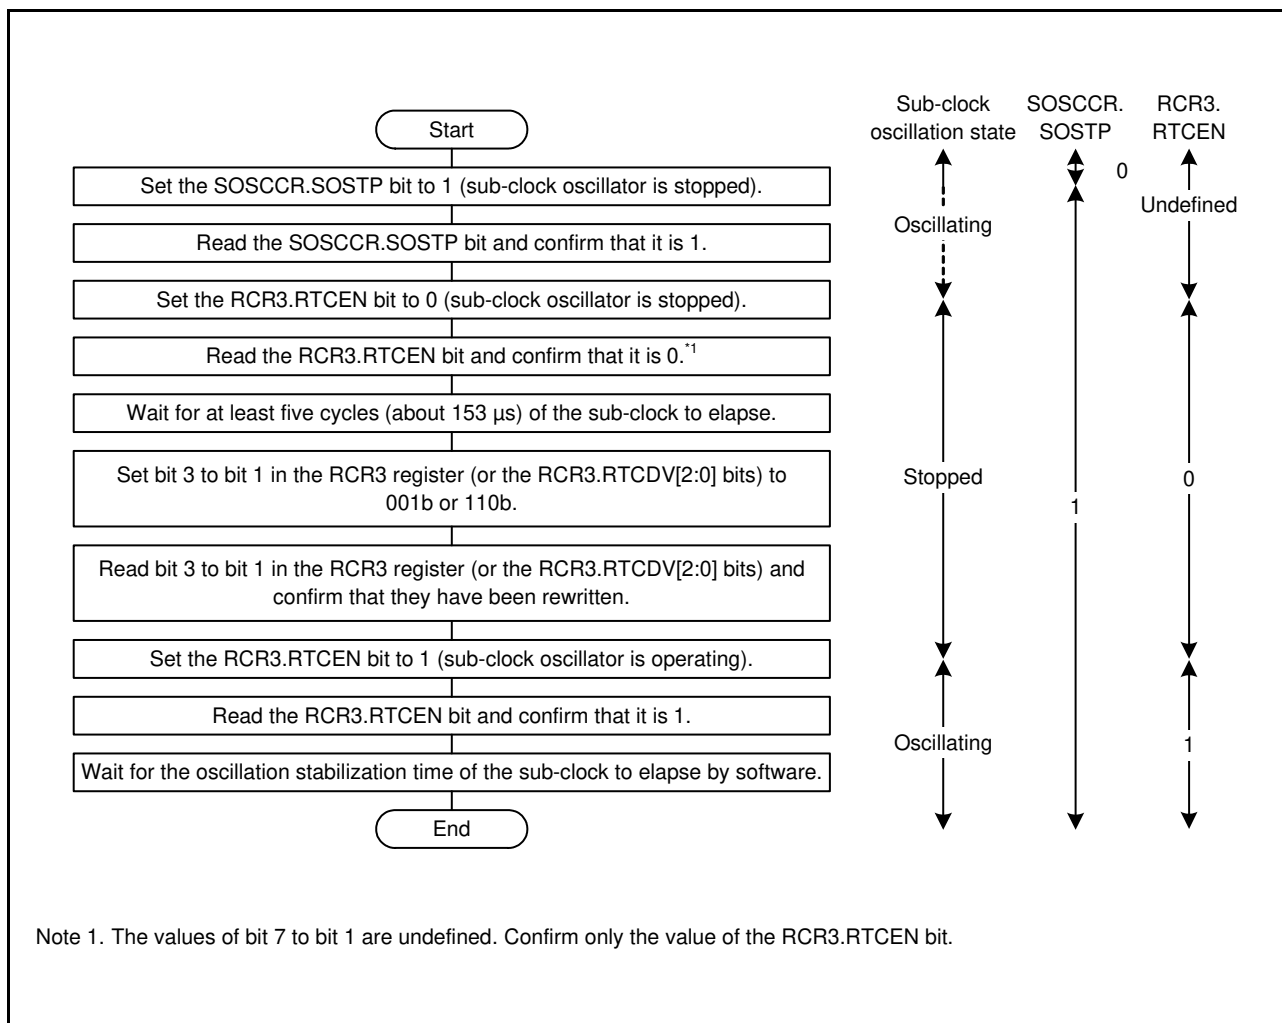 Start
Set the SOSCCR.SOSTP bit to 1 (sub-clock oscillator is stopped).
Read the SOSCCR.SOSTP bit and confirm that it is 1.
Set the RCR3.RTCEN bit to 0 (sub-clock oscillator is stopped).
Read the RCR3.RTCEN bit and confirm that it is 0.*1
Wait for at least five cycles (about 153 µs) of the sub-clock to elapse.
Set bit 3 to bit 1 in the RCR3 register (or the RCR3.RTCDV[2:0] bits) to
001b or 110b.
Read bit 3 to bit 1 in the RCR3 register (or the RCR3.RTCDV[2:0] bits) and
confirm that they have been rewritten.
Set the RCR3.RTCEN bit to 1 (sub-clock oscillator is operating).
Read the RCR3.RTCEN bit and confirm that it is 1.
Wait for the oscillation stabilization time of the sub-clock to elapse by software.
End
Sub-clock
oscillation state
Oscillating
Stopped
Oscillating
SOSCCR.
SOSTP
0
1
RCR3.
RTCEN
Undefined
0
1
Note 1. The values of bit 7 to bit 1 are undefined. Confirm only the value of the RCR3.RTCEN bit.